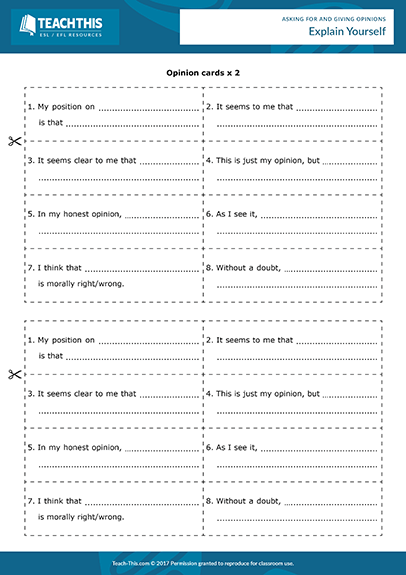 TEACHTHIS
ESL / EFL RESOURCES
ASKING FOR AND GIVING OPINIONS
Explain Yourself
Opinion cards x 2
1. My position on ........................................
is that ........................................
2. It seems to me that ........................................
........................................
3. It seems clear to me that ........................................
........................................
4. This is just my opinion, but ........................................
........................................
5. In my honest opinion, ........................................
........................................
6. As I see it, ........................................
........................................
7. I think that ........................................
is morally right/wrong.
8. Without a doubt, ........................................
........................................
1. My position on ........................................
is that ........................................
2. It seems to me that ........................................
........................................
3. It seems clear to me that ........................................
........................................
4. This is just my opinion, but ........................................
........................................
5. In my honest opinion, ........................................
........................................
6. As I see it, ........................................
........................................
7. I think that ........................................
is morally right/wrong.
8. Without a doubt, ........................................
........................................
Teach-This.com © 2017 Permission granted to reproduce for classroom use.